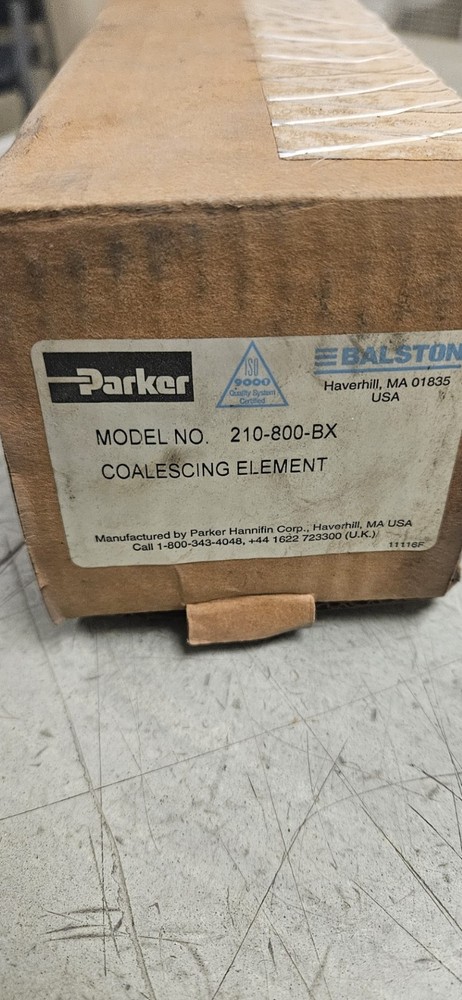 Parker
ISO
9000
Quality System
Certified
BALSTON
Haverhill, MA 01835
USA
MODEL NO. 210-800-BX
COALESCING ELEMENT
Manufactured by Parker Hannifin Corp., Haverhill, MA USA
Call 1-800-343-4048, +44 1622 723300 (U.K.)
11118F